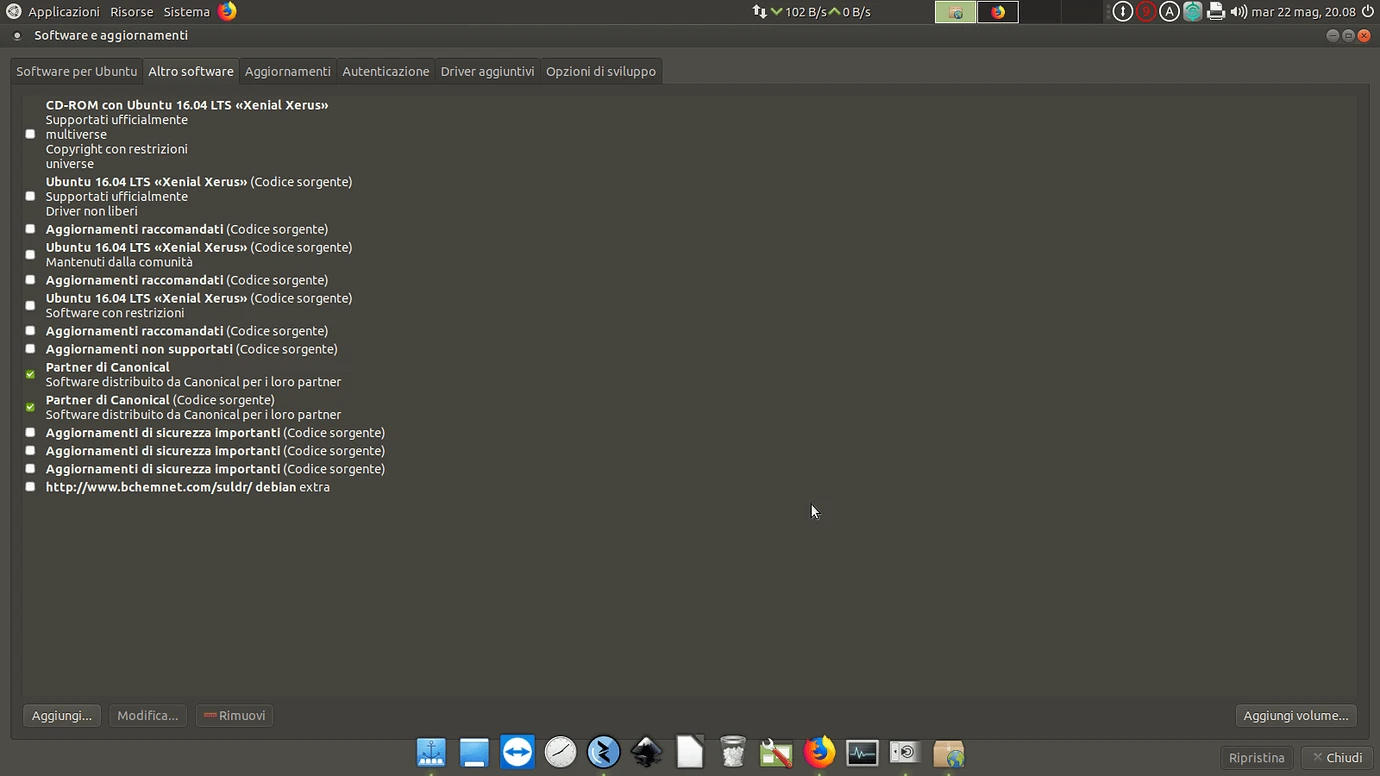 Applicazioni Risorse Sistema 102 B/s 0 B/s 9 A mar 22 mag, 20.08
Software e aggiornamenti
Software per Ubuntu Altro software Aggiornamenti Autenticazione Driver aggiuntivi Opzioni di sviluppo
CD-ROM con Ubuntu 16.04 LTS «Xenial Xerus»
Supportati ufficialmente
multiverse
Copyright con restrizioni
universe
Ubuntu 16.04 LTS «Xenial Xerus» (Codice sorgente)
Supportati ufficialmente
Driver non liberi
Aggiornamenti raccomandati (Codice sorgente)
Ubuntu 16.04 LTS «Xenial Xerus» (Codice sorgente)
Mantenuti dalla comunità
Aggiornamenti raccomandati (Codice sorgente)
Ubuntu 16.04 LTS «Xenial Xerus» (Codice sorgente)
Software con restrizioni
Aggiornamenti raccomandati (Codice sorgente)
Aggiornamenti non supportati (Codice sorgente)
Partner di Canonical
Software distribuito da Canonical per i loro partner
Partner di Canonical (Codice sorgente)
Software distribuito da Canonical per i loro partner
Aggiornamenti di sicurezza importanti (Codice sorgente)
Aggiornamenti di sicurezza importanti (Codice sorgente)
Aggiornamenti di sicurezza importanti (Codice sorgente)
http://www.bchemnet.com/suldr/ debian extra
Aggiungi... Modifica... Rimuovi Aggiungi volume...
Ripristina Chiudi